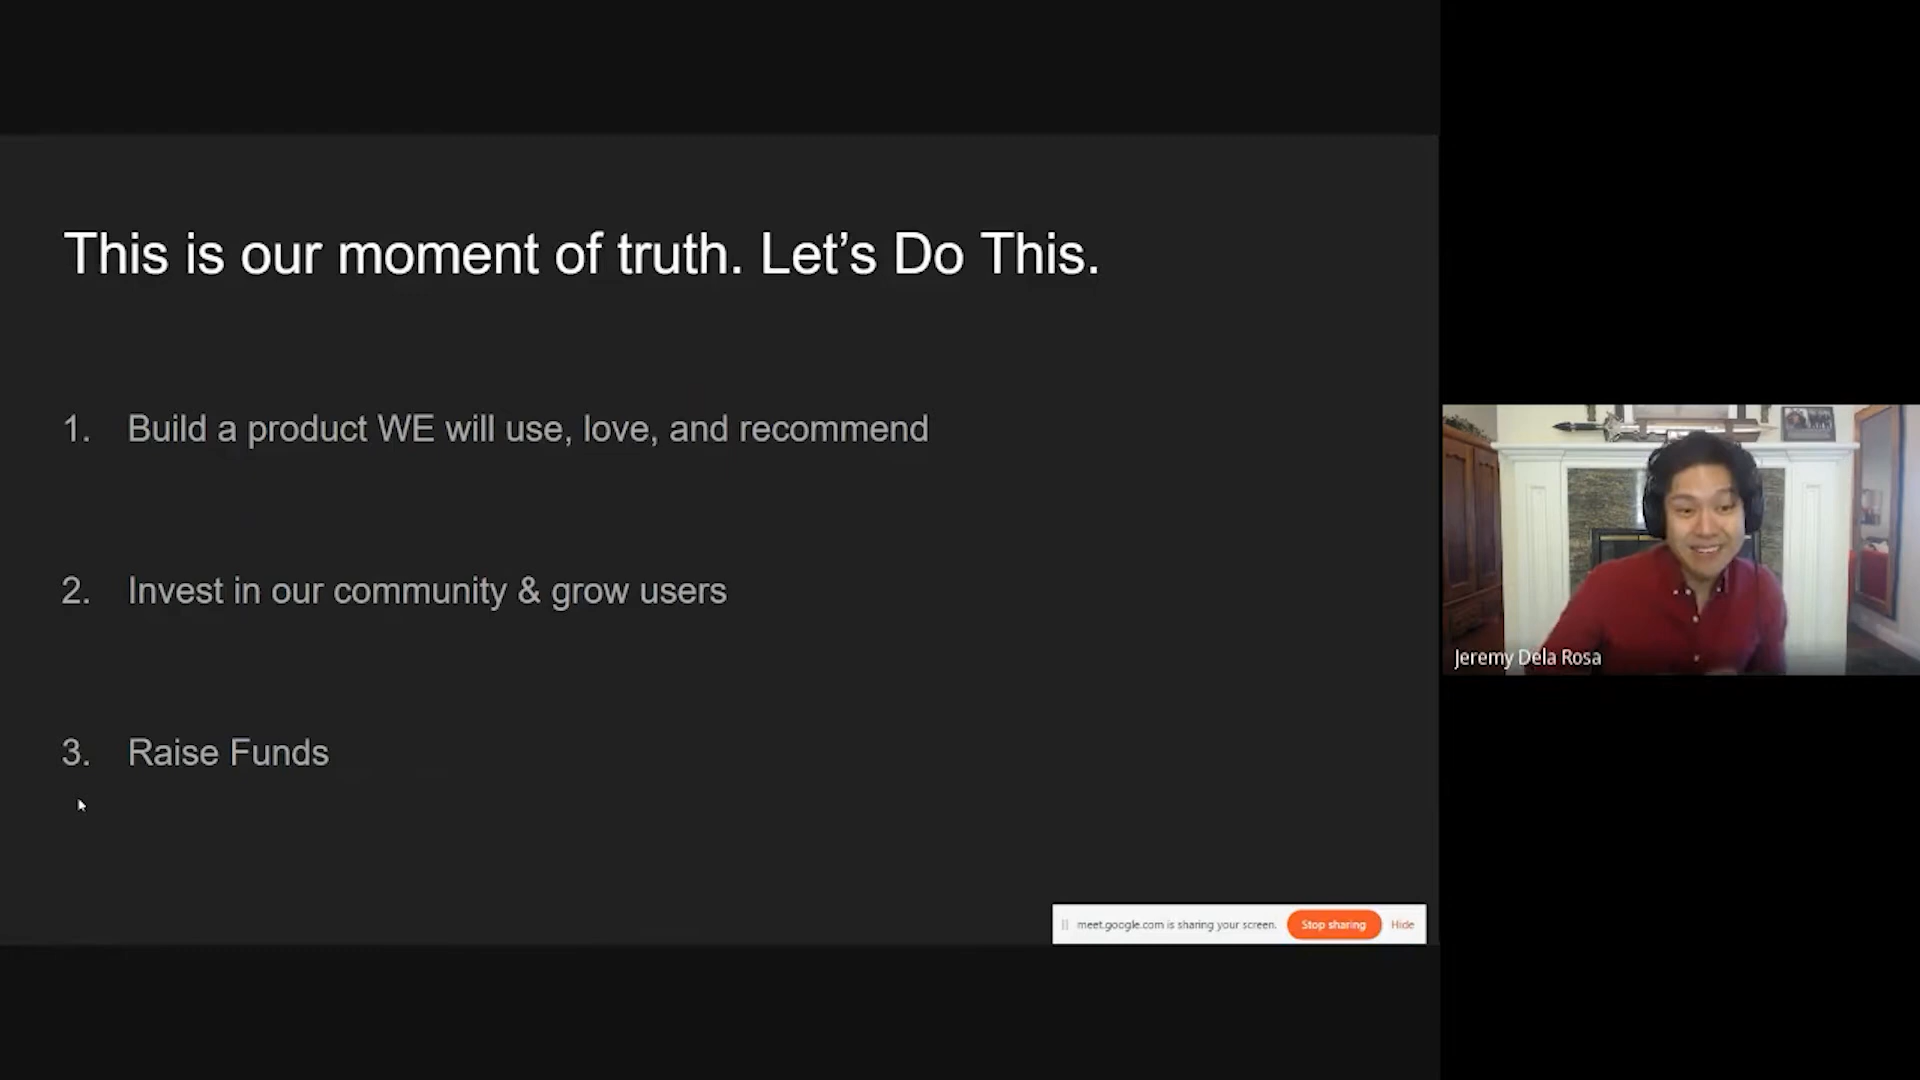 This is our moment of truth. Let’s Do This.
1. Build a product WE will use, love, and recommend
2. Invest in our community & grow users
3. Raise Funds
Jeremy Dela Rosa
meet.google.com is sharing your screen. Stop sharing Hide